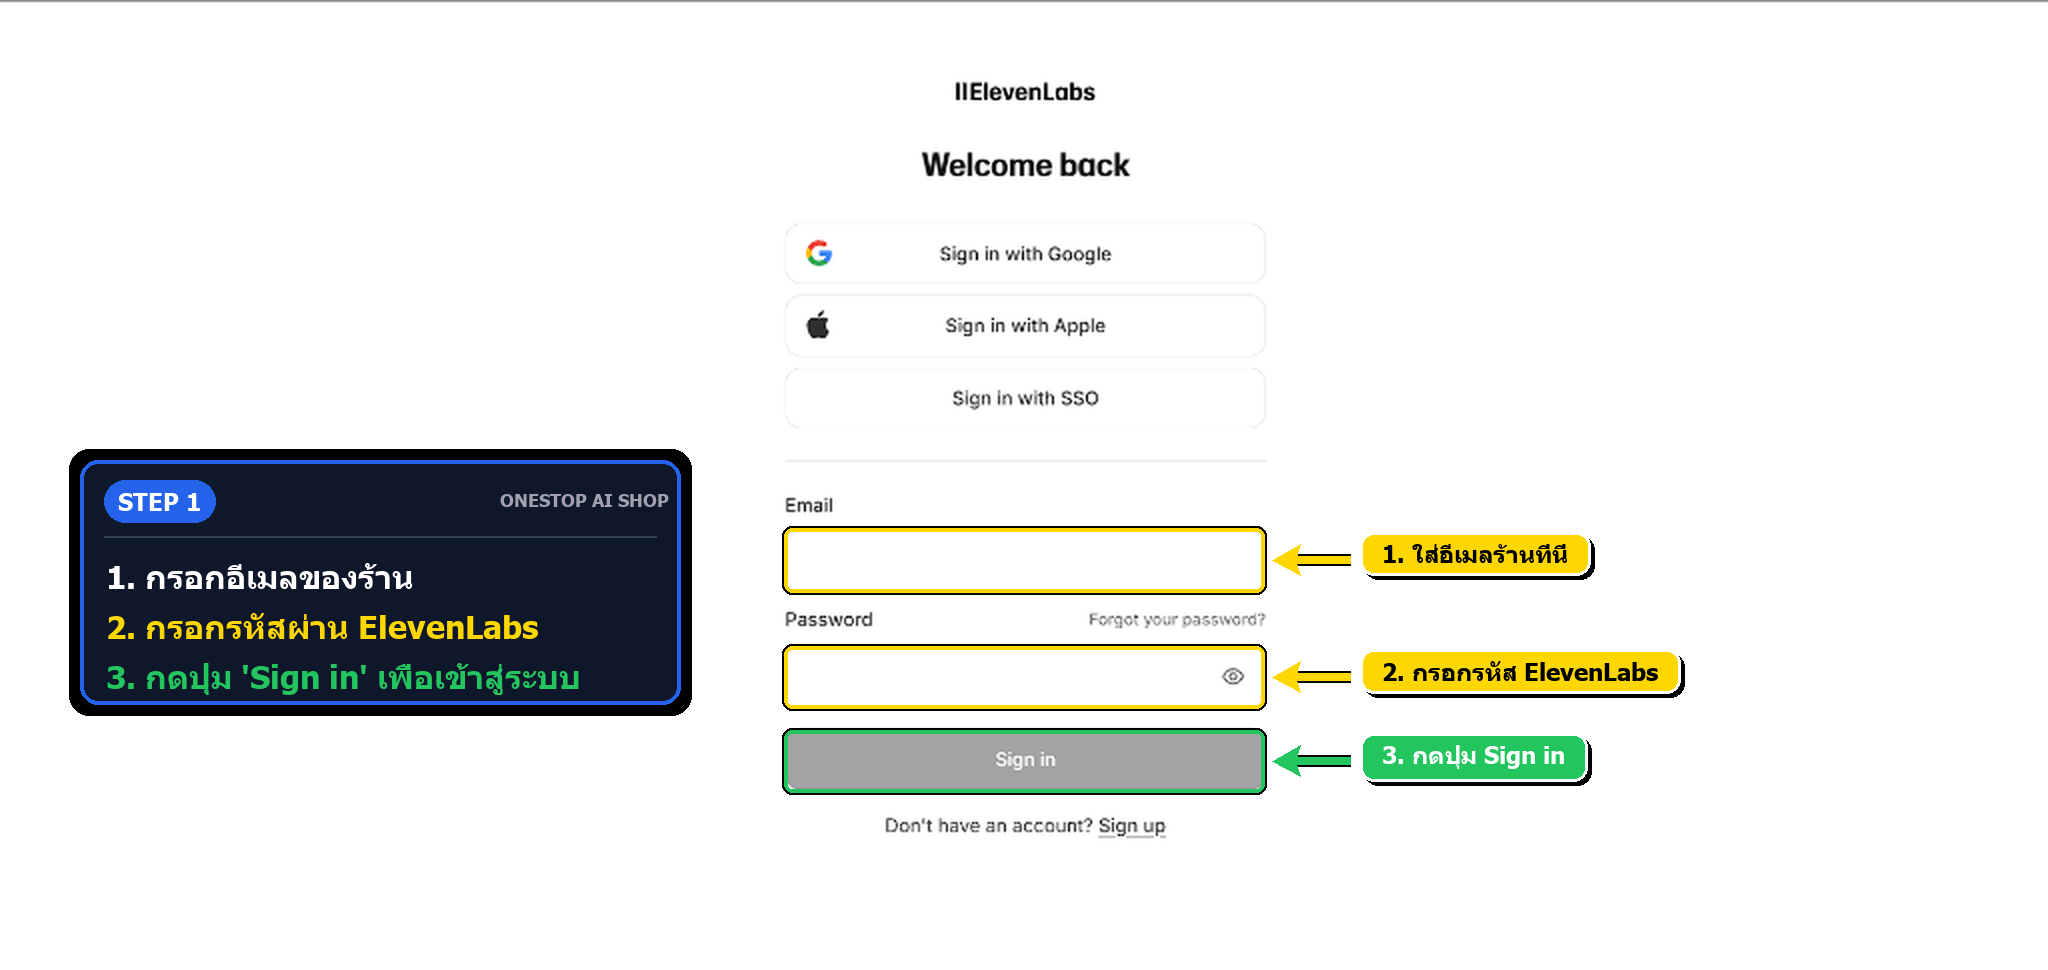 IIElevenLabs
Welcome back
Sign in with Google
Sign in with Apple
Sign in with SSO
STEP 1
ONESTOP AI SHOP
1. กรอกอีเมลของร้าน
2. กรอกรหัสผ่าน ElevenLabs
3. กดปุ่ม 'Sign in' เพื่อเข้าสู่ระบบ
Email
1. ใส่อีเมลร้านที่นี่
Password
Forgot your password?
2. กรอกรหัส ElevenLabs
Sign in
3. กดปุ่ม Sign in
Don't have an account? Sign up